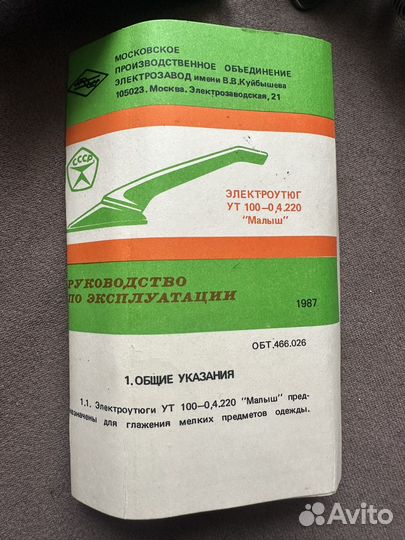 МОСКОВСКОЕ
ПРОИЗВОДСТВЕННОЕ ОБЪЕДИНЕНИЕ
ЭЛЕКТРОЗАВОД имени В.В.Куйбышева
105023. Москва. Электрозаводская, 21
СССР
ЭЛЕКТРОУТЮГ
УТ 100–0,4.220
"Малыш"
РУКОВОДСТВО
ПО ЭКСПЛУАТАЦИИ
1987
ОБТ.466.026
1. ОБЩИЕ УКАЗАНИЯ
1.1. Электроутюги УТ 100–0,4.220 "Малыш" пред-
назначены для глажения мелких предметов одежды.
Avito